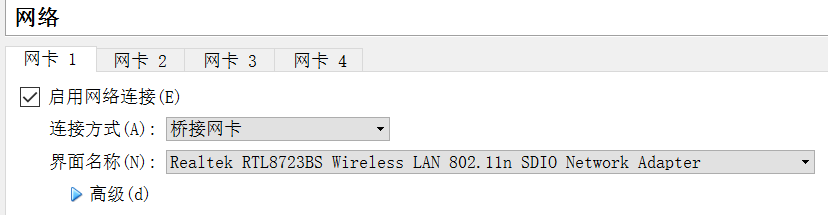 网络
网卡 1 网卡 2 网卡 3 网卡 4
启用网络连接(E)
连接方式(A): 桥接网卡
界面名称(N): Realtek RTL8723BS Wireless LAN 802.11n SDIO Network Adapter
高级(d)